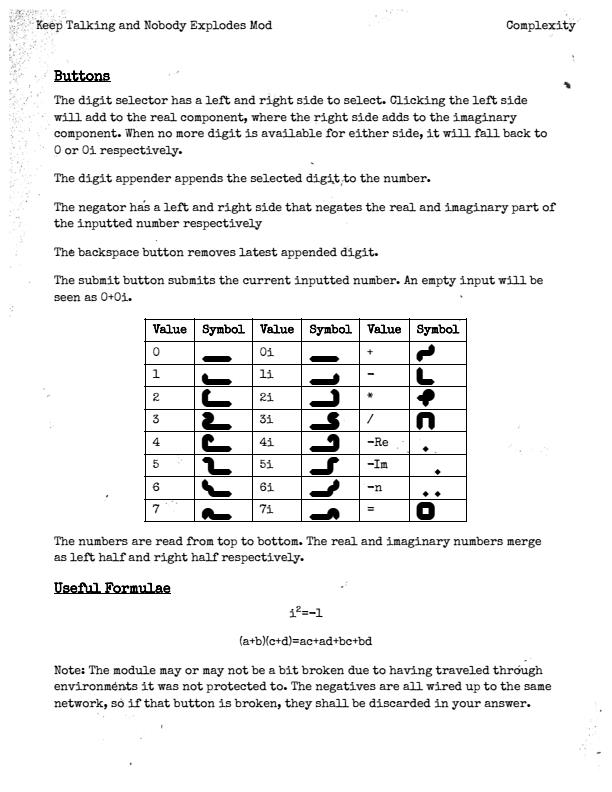 Keep Talking and Nobody Explodes Mod Complexity
Buttons
The digit selector has a left and right side to select. Clicking the left side
will add to the real component, where the right side adds to the imaginary
component. When no more digit is available for either side, it will fall back to
0 or 0i respectively.
The digit appender appends the selected digit to the number.
The negator has a left and right side that negates the real and imaginary part of
the inputted number respectively
The backspace button removes latest appended digit.
The submit button submits the current inputted number. An empty input will be
seen as 0+0i.
Value Symbol Value Symbol Value Symbol
0 0i +
1 1i -
2 2i *
3 3i /
4 4i -Re
5 5i -Im
6 6i -n
7 7i =
The numbers are read from top to bottom. The real and imaginary numbers merge
as left half and right half respectively.
Useful Formulae
i²=-1
(a+b)(c+d)=ac+ad+bc+bd
Note: The module may or may not be a bit broken due to having traveled through
environments it was not protected to. The negatives are all wired up to the same
network, so if that button is broken, they shall be discarded in your answer.